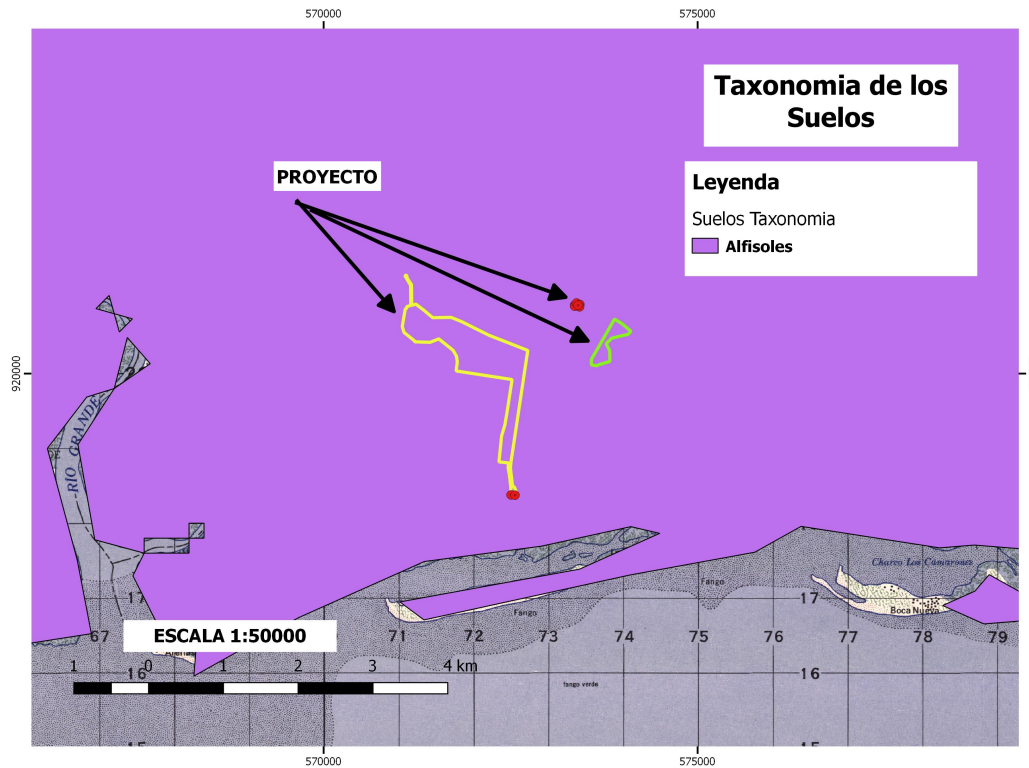 570000
575000
Taxonomia de los
Suelos
PROYECTO
Leyenda
Suelos Taxonomia
Alfisoles
920000
RÍO GRANDE
Charco Los Camarones
Fango
17
17
Boca Nueva
Fango
67
ESCALA 1:50000
71
72
73
74
75
76
77
78
79
1
0
1
2
3
4 km
16
16
fango verde
15
15
570000
575000